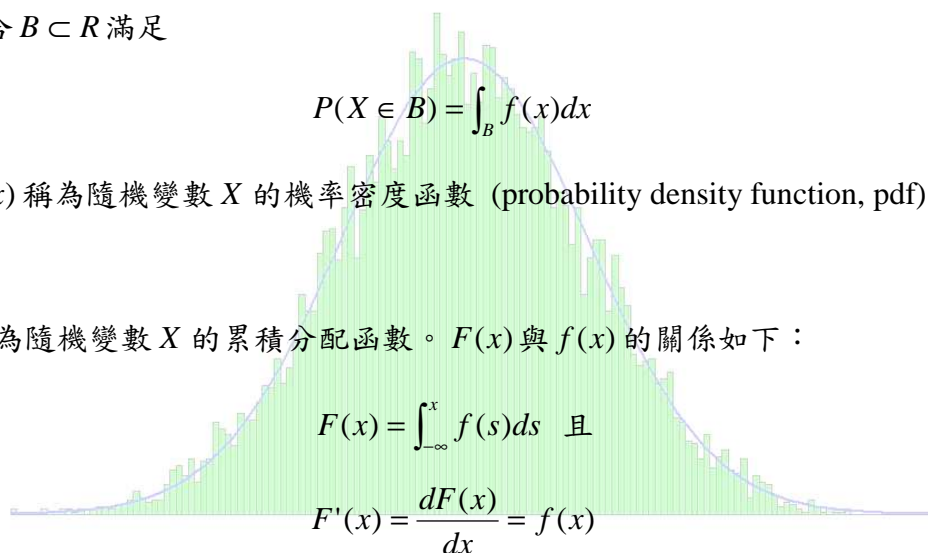 合 B ⊂ R 滿足
P(X ∈ B) = ∫_B f(x)dx
x) 稱為隨機變數 X 的機率密度函數 (probability density function, pdf)
為隨機變數 X 的累積分配函數。F(x) 與 f(x) 的關係如下：
F(x) = ∫_{-∞}^{x} f(s)ds 且
F'(x) = dF(x)/dx = f(x)